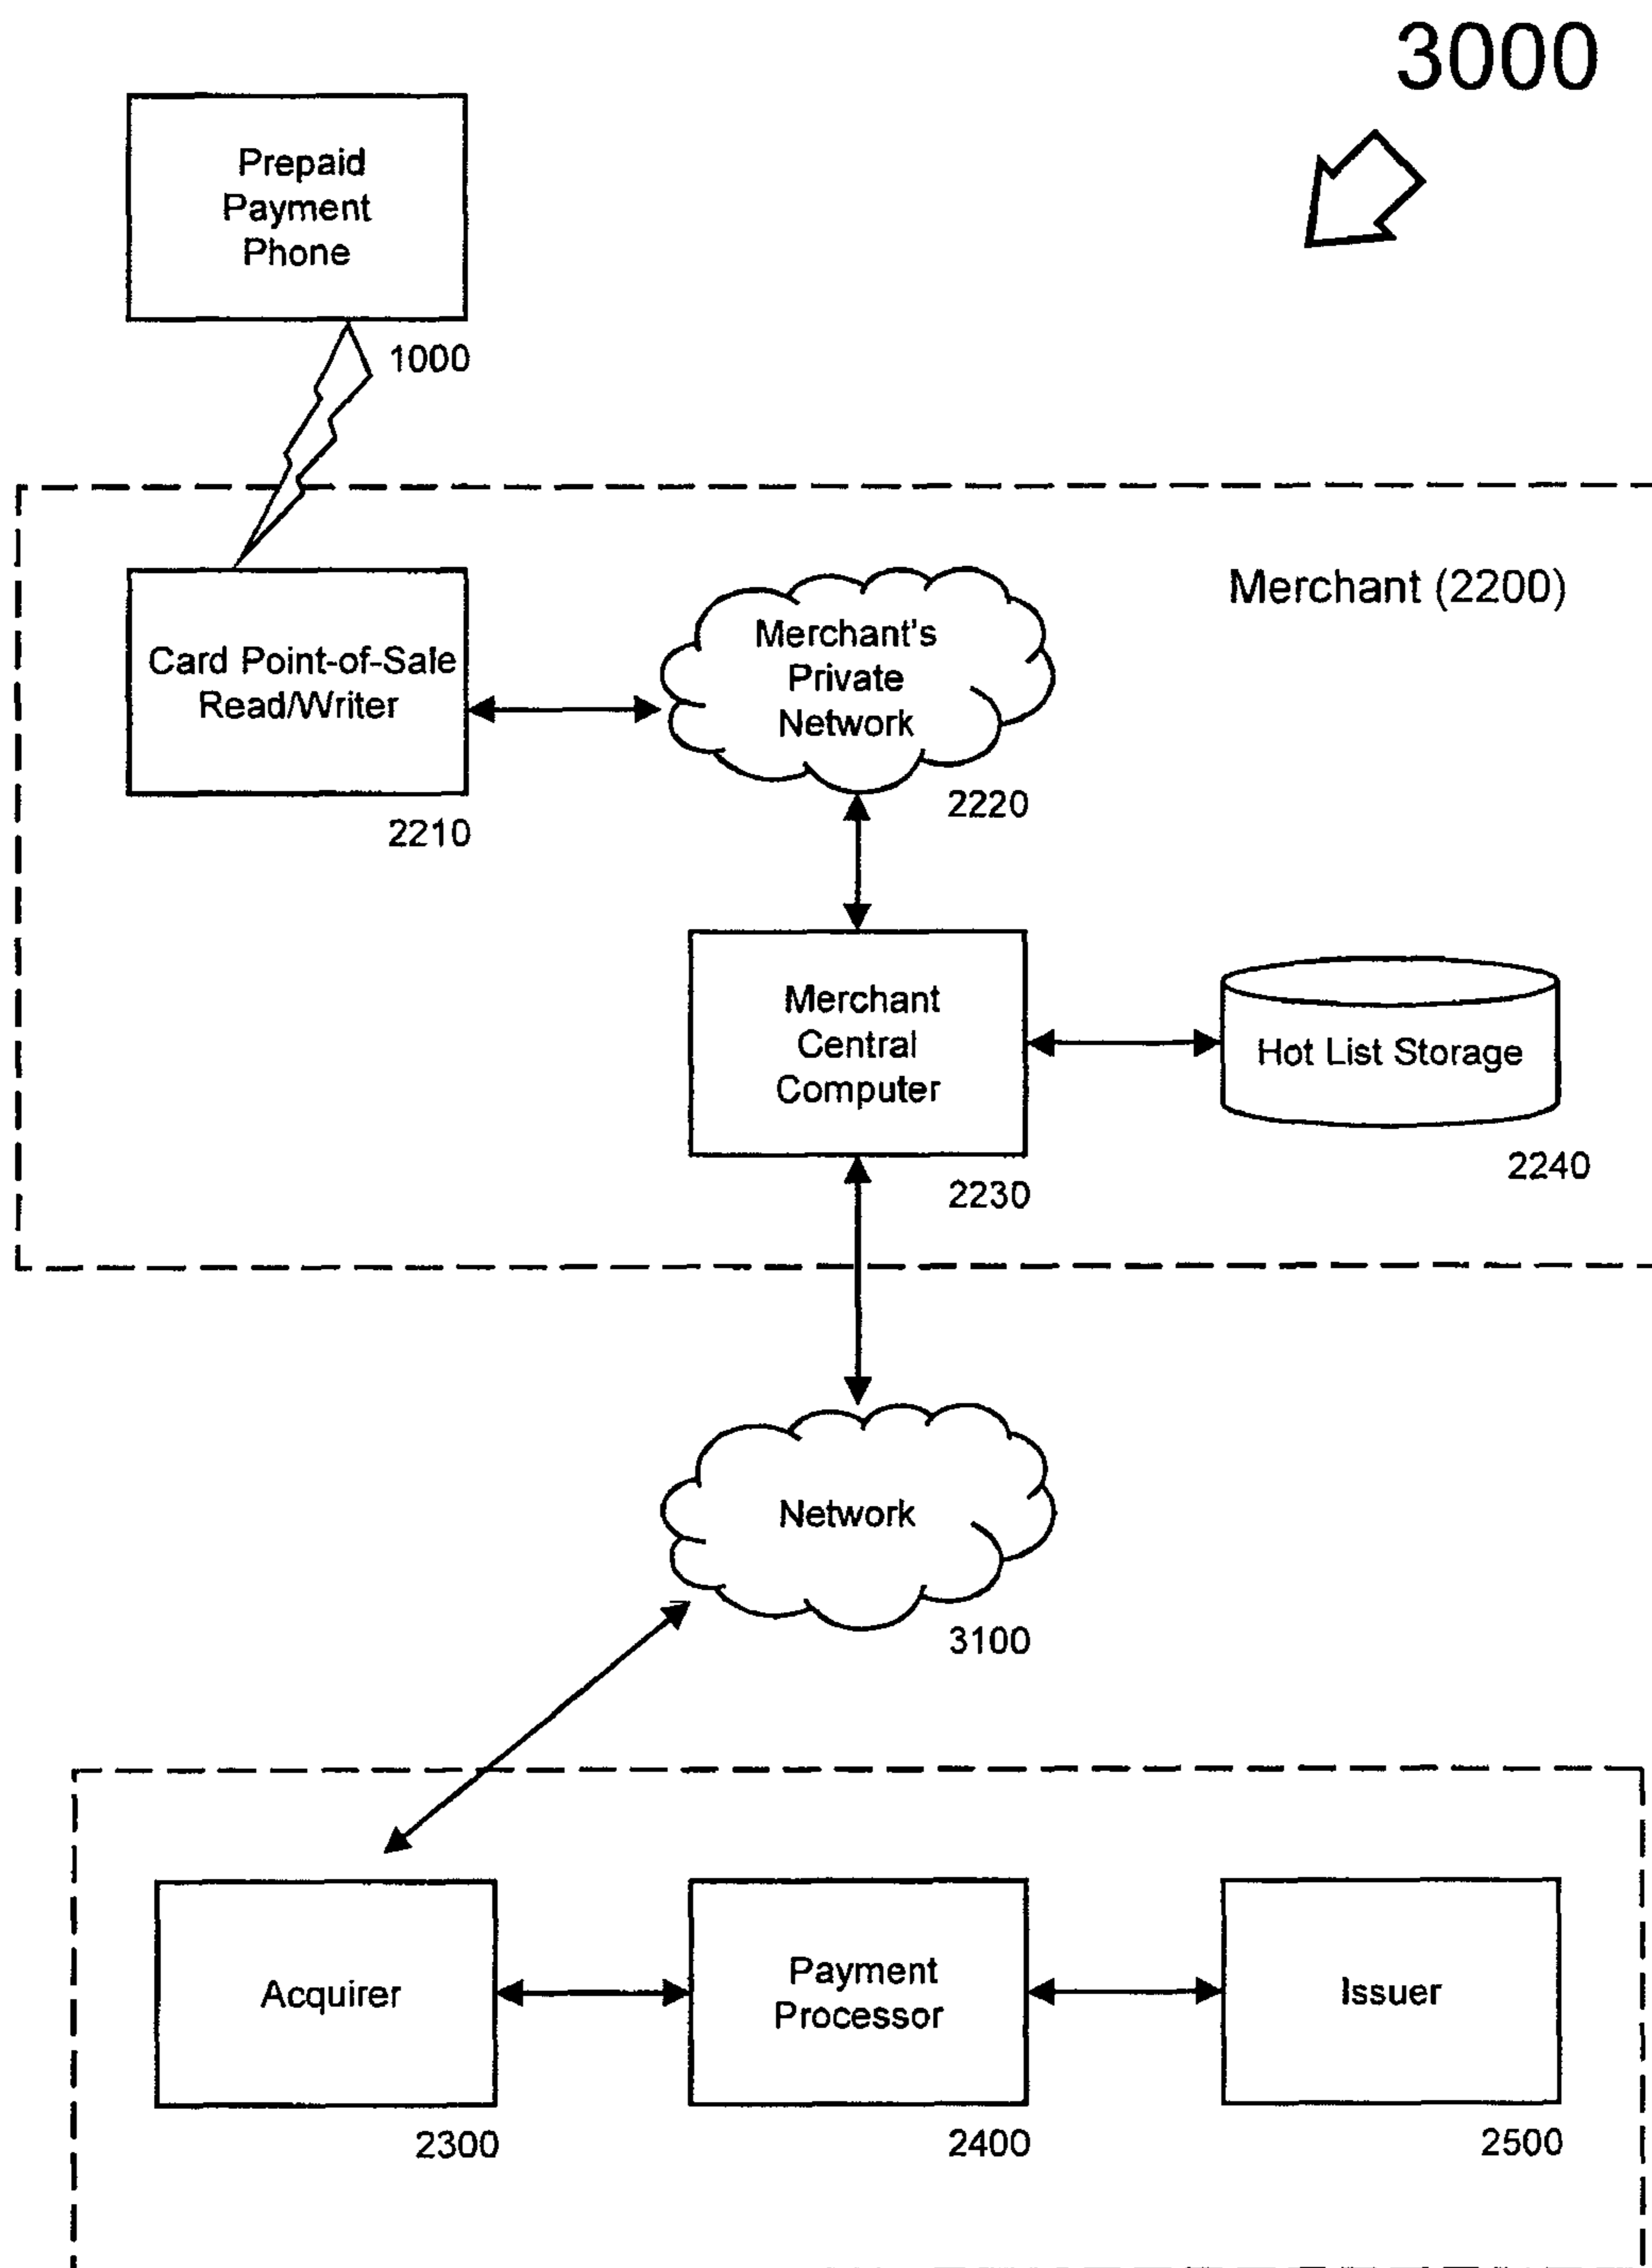 3000
Prepaid
Payment
Phone
1000
Merchant (2200)
Card Point-of-Sale
Read/Writer
2210
Merchant's
Private
Network
2220
Merchant
Central
Computer
2230
Hot List Storage
2240
Network
3100
Acquirer
2300
Payment
Processor
2400
Issuer
2500